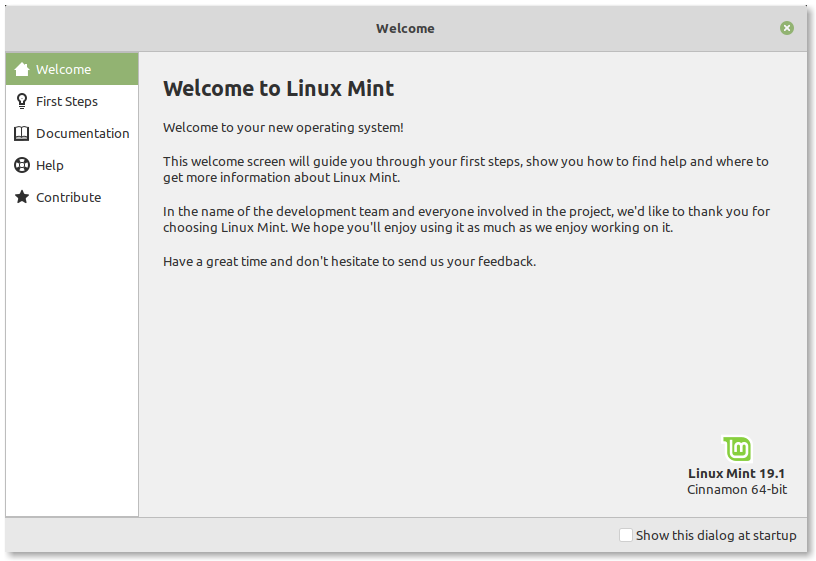 Welcome
Welcome
First Steps
Documentation
Help
Contribute
Welcome to Linux Mint
Welcome to your new operating system!
This welcome screen will guide you through your first steps, show you how to find help and where to
get more information about Linux Mint.
In the name of the development team and everyone involved in the project, we'd like to thank you for
choosing Linux Mint. We hope you'll enjoy using it as much as we enjoy working on it.
Have a great time and don't hesitate to send us your feedback.
lm
Linux Mint 19.1
Cinnamon 64-bit
Show this dialog at startup